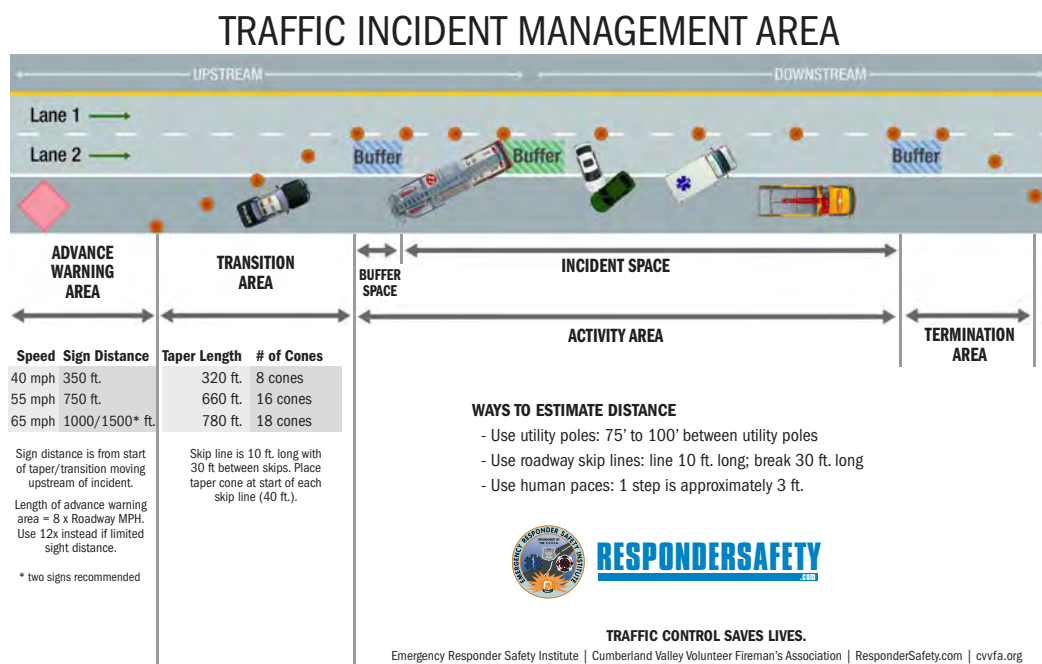 TRAFFIC INCIDENT MANAGEMENT AREA
UPSTREAM
DOWNSTREAM
Lane 1
Lane 2
Buffer
Buffer
Buffer
ADVANCE
WARNING
AREA
TRANSITION
AREA
BUFFER
SPACE
INCIDENT SPACE
ACTIVITY AREA
TERMINATION
AREA
Speed Sign Distance
40 mph 350 ft.
55 mph 750 ft.
65 mph 1000/1500* ft.
Sign distance is from start
of taper/transition moving
upstream of incident.
Length of advance warning
area = 8 x Roadway MPH.
Use 12x instead if limited
sight distance.
* two signs recommended
Taper Length # of Cones
320 ft. 8 cones
660 ft. 16 cones
780 ft. 18 cones
Skip line is 10 ft. long with
30 ft between skips. Place
taper cone at start of each
skip line (40 ft.).
WAYS TO ESTIMATE DISTANCE
- Use utility poles: 75’ to 100’ between utility poles
- Use roadway skip lines: line 10 ft. long; break 30 ft. long
- Use human paces: 1 step is approximately 3 ft.
EMERGENCY RESPONDER SAFETY INSTITUTE
RESPONDERSAFETY
.com
TRAFFIC CONTROL SAVES LIVES.
Emergency Responder Safety Institute | Cumberland Valley Volunteer Fireman’s Association | ResponderSafety.com | cvvfa.org